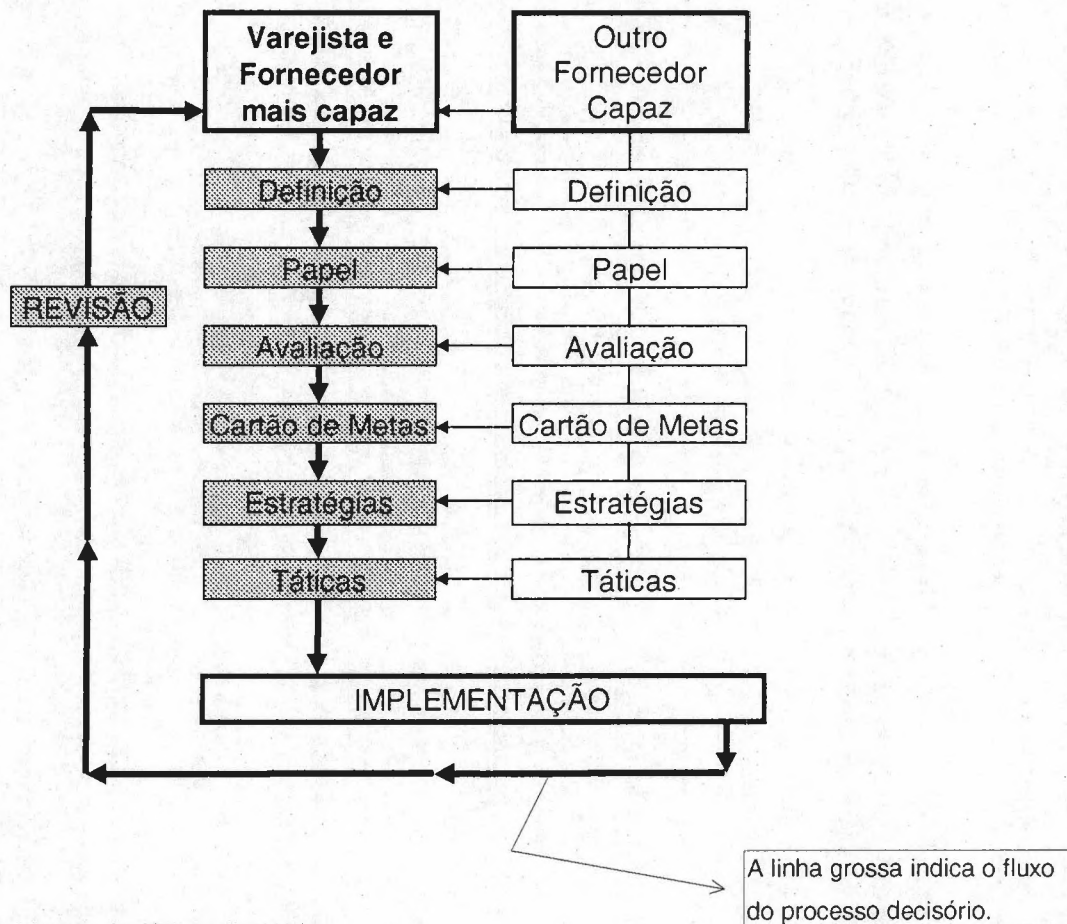 Varejista e
Fornecedor
mais capaz
Outro
Fornecedor
Capaz
Definição
Definição
Papel
Papel
REVISÃO
Avaliação
Avaliação
Cartão de Metas
Cartão de Metas
Estratégias
Estratégias
Táticas
Táticas
IMPLEMENTAÇÃO
A linha grossa indica o fluxo
do processo decisório.